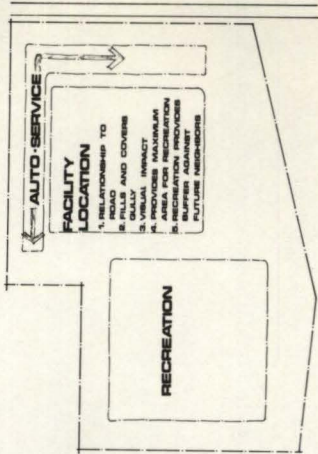 AUTO-SERVICE
FACILITY
LOCATION
1. RELATIONSHIP TO
ROAD
2. FILLS AND COVERS
GULLY
3. VISUAL IMPACT
4. PROVIDES MAXIMUM
AREA FOR RECREATION
5. RECREATION PROVIDES
BUFFER AGAINST
FUTURE NEIGHBORS
RECREATION